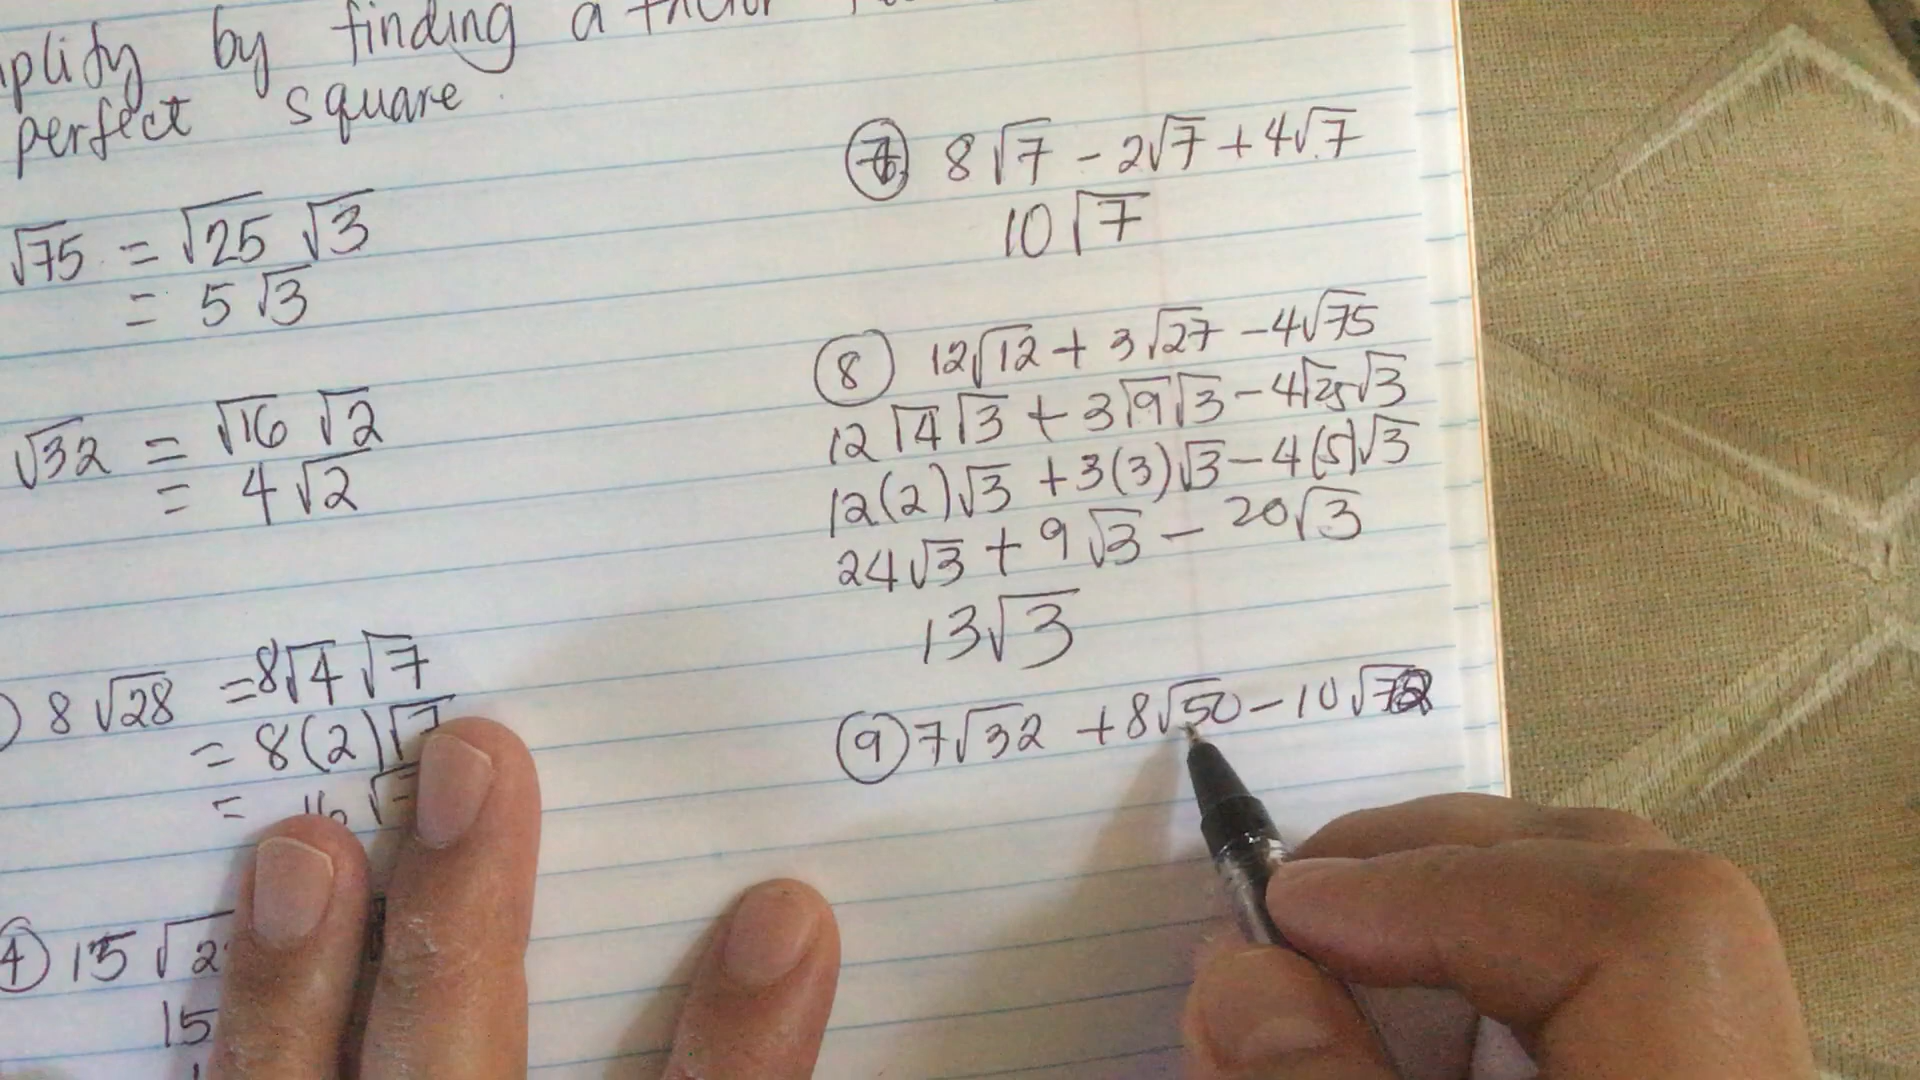 by finding a
perfect square
√75 = √25 √3
= 5√3
√32 = √16 √2
= 4√2
8√28 = 8√4 √7
= 8(2)√7
= 16√
4 15√2
15
7 8√7 - 2√7 + 4√7
10√7
8 12√12 + 3√27 - 4√75
12√4√3 + 3√9√3 - 4√25√3
12(2)√3 + 3(3)√3 - 4(5)√3
24√3 + 9√3 - 20√3
13√3
9 7√32 + 8√50 - 10√72